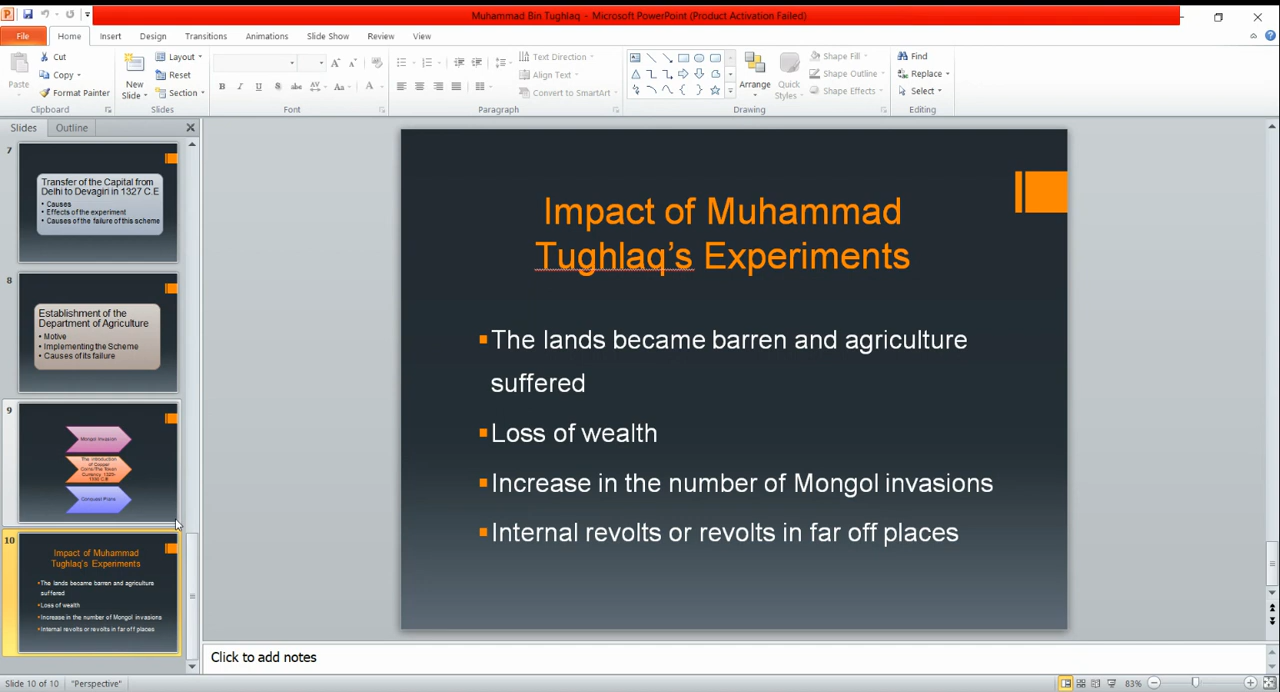 Muhammad Bin Tughlaq - Microsoft PowerPoint (Product Activation Failed)
File Home Insert Design Transitions Animations Slide Show Review View
Paste
Cut
Copy
Format Painter
Clipboard
New
Slide
Layout
Reset
Section
Slides
Font
Text Direction
Align Text
Convert to SmartArt
Paragraph
Arrange
Quick
Styles
Shape Fill
Shape Outline
Shape Effects
Drawing
Find
Replace
Select
Editing
Slides Outline
7
Transfer of the Capital from
Delhi to Devagiri in 1327 C.E
• Causes
• Effects of the experiment
• Causes of the failure of this scheme
8
Establishment of the
Department of Agriculture
• Motive
• Implementing the Scheme
• Causes of its failure
9
Mongol Invasion
The introduction
of Copper
Coins/The Token
Currency
10
Impact of Muhammad
Tughlaq's Experiments
The lands became barren and agriculture
suffered
Loss of wealth
Increase in the number of Mongol invasions
Internal revolts or revolts in far off places
Impact of Muhammad
Tughlaq’s Experiments
The lands became barren and agriculture
suffered
Loss of wealth
Increase in the number of Mongol invasions
Internal revolts or revolts in far off places
Click to add notes
Slide 10 of 10 "Perspective" 83%